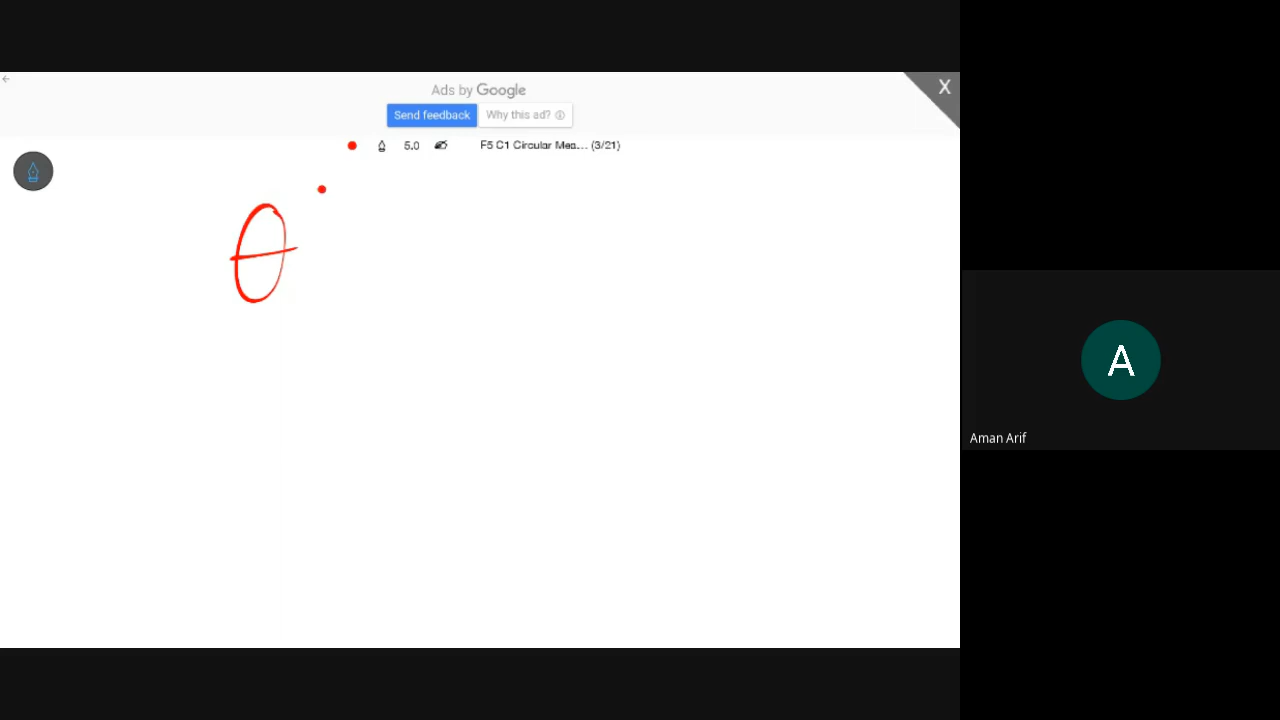 Ads by Google
X
Send feedback
Why this ad?
5.0
F5 C1 Circular Mea... (3/21)
θ
A
Aman Arif